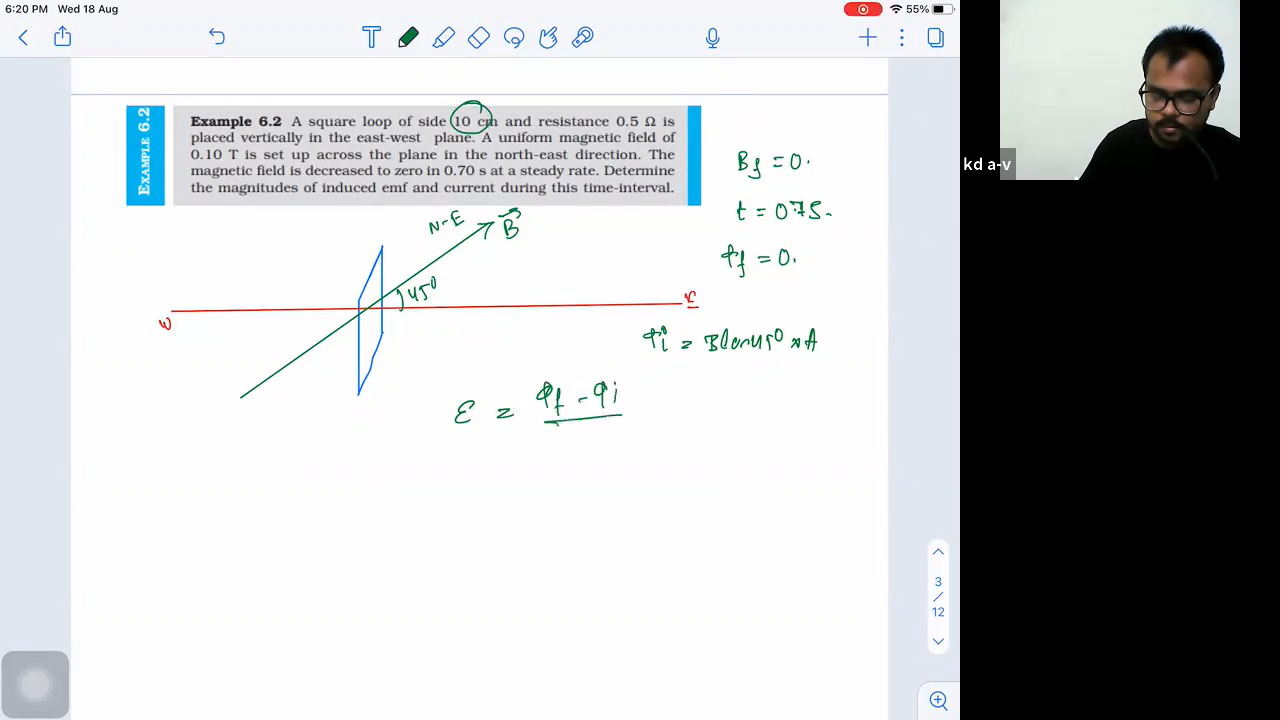 6:20 PM Wed 18 Aug
55%
EXAMPLE 6.2
Example 6.2 A square loop of side 10 cm and resistance 0.5 Ω is
placed vertically in the east-west plane. A uniform magnetic field of
0.10 T is set up across the plane in the north-east direction. The
magnetic field is decreased to zero in 0.70 s at a steady rate. Determine
the magnitudes of induced emf and current during this time-interval.
Bf = 0.
t = 0.7S.
φf = 0.
N-E
B
45°
W
E
φi = B cos 45° × A
ε = φf - φi
kd a-v
3
/
12